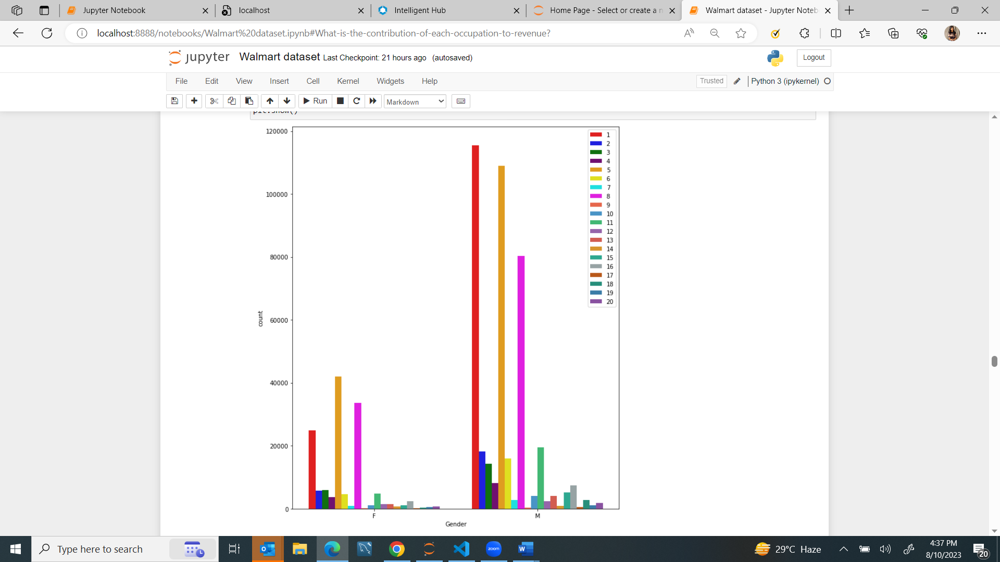 Jupyter Notebook
localhost
Intelligent Hub
Home Page - Select or create a n
Walmart dataset - Jupyter Noteb
localhost:8888/notebooks/Walmart%20dataset.ipynb#What-is-the-contribution-of-each-occupation-to-revenue?
jupyter Walmart dataset Last Checkpoint: 21 hours ago (autosaved)
Logout
File Edit View Insert Cell Kernel Widgets Help
Trusted
Python 3 (ipykernel)
Run
Markdown
plt.show()
120000
100000
80000
60000
40000
20000
0
count
F
M
Gender
1
2
3
4
5
6
7
8
9
10
11
12
13
14
15
16
17
18
19
20
Type here to search
zoom
29°C Haze
4:37 PM
8/10/2023
20